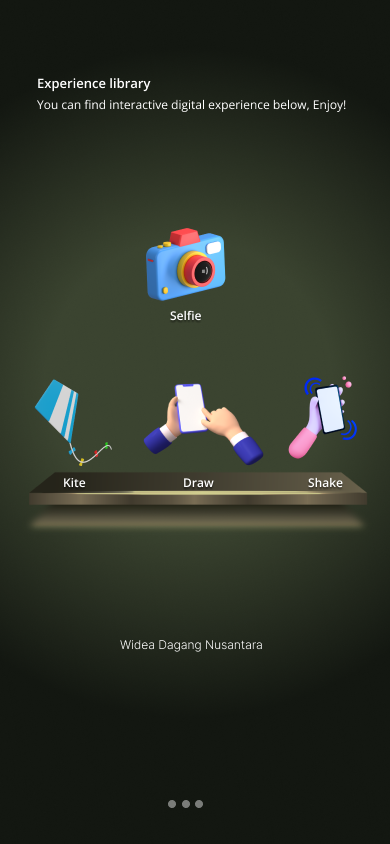 Experience library
You can find interactive digital experience below, Enjoy!
Selfie
Kite Draw Shake
Widea Dagang Nusantara